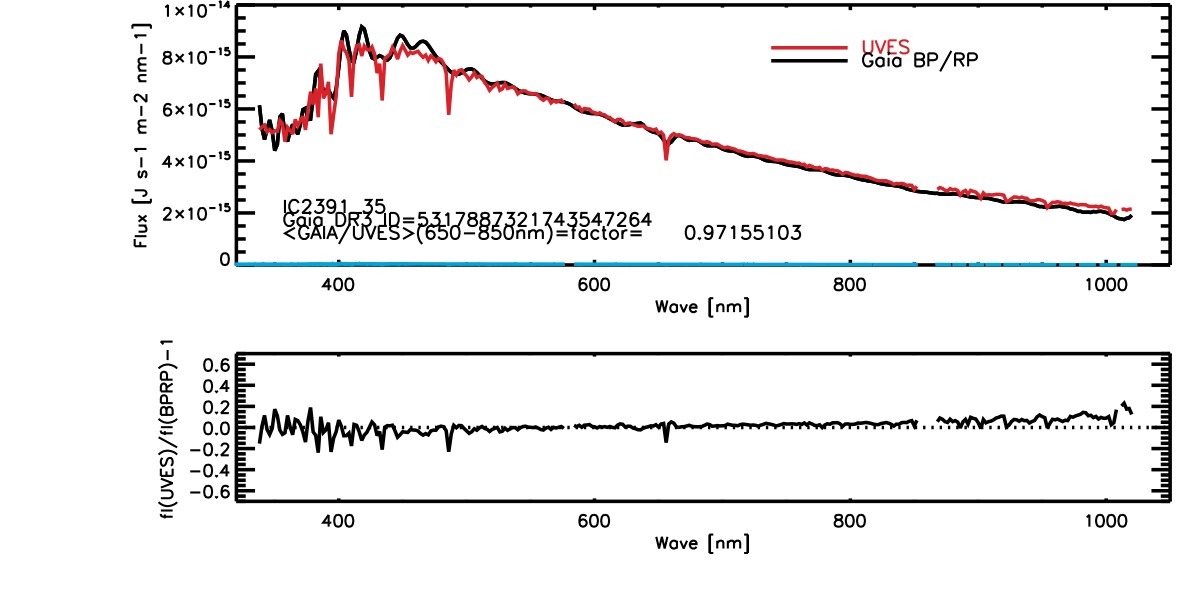 1×10−14
8×10−15
6×10−15
4×10−15
2×10−15
0
Flux [J s−1 m−2 nm−1]
UVES
Gaia BP/RP
IC2391_35
Gaia DR3 ID=5317887321743547264
<GAIA/UVES>(650−850nm)=factor= 0.97155103
400 600 800 1000
Wave [nm]
0.6
0.4
0.2
0.0
−0.2
−0.4
−0.6
fl(UVES)/fl(BPRP)−1
400 600 800 1000
Wave [nm]